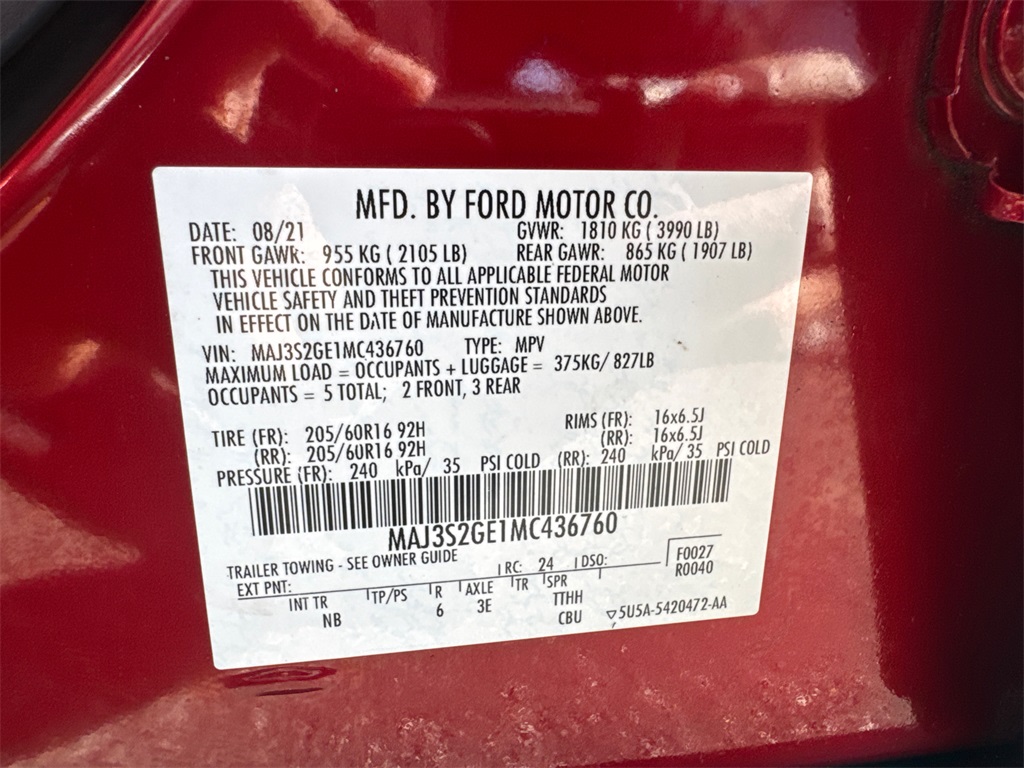 MFD. BY FORD MOTOR CO.
DATE: 08/21 GVWR: 1810 KG ( 3990 LB)
FRONT GAWR: 955 KG ( 2105 LB) REAR GAWR: 865 KG ( 1907 LB)
THIS VEHICLE CONFORMS TO ALL APPLICABLE FEDERAL MOTOR
VEHICLE SAFETY AND THEFT PREVENTION STANDARDS
IN EFFECT ON THE DATE OF MANUFACTURE SHOWN ABOVE.
VIN: MAJ3S2GE1MC436760 TYPE: MPV
MAXIMUM LOAD = OCCUPANTS + LUGGAGE = 375KG/ 827LB
OCCUPANTS = 5 TOTAL; 2 FRONT, 3 REAR
TIRE (FR): 205/60R16 92H RIMS (FR): 16x6.5J
(RR): 205/60R16 92H (RR): 16x6.5J
PRESSURE (FR): 240 kPa/ 35 PSI COLD (RR): 240 kPa/ 35 PSI COLD
MAJ3S2GE1MC436760
TRAILER TOWING - SEE OWNER GUIDE
EXT PNT: RC: 24 DSO: F0027
R0040
INT TR TP/PS R AXLE TR SPR
NB 6 3E TTHH
CBU 5U5A-5420472-AA